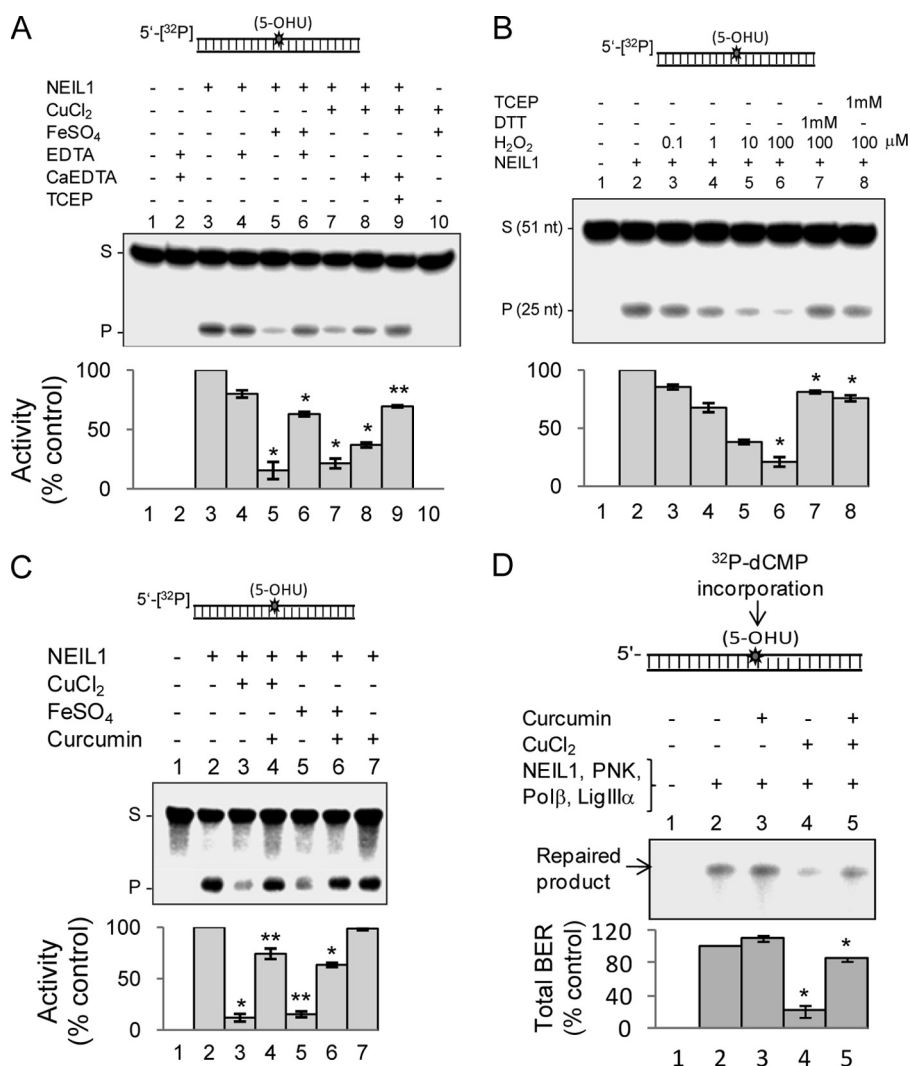 A
(5-OHU)
5'-[32P]
NEIL1 - - + + + + + + + -
CuCl2 - - - - - - + + + +
FeSO4 - - - - + + - - - +
EDTA - + - + - + - - - -
CaEDTA - + - - - - - + + -
TCEP - - - - - - - - + -
1 2 3 4 5 6 7 8 9 10
S
P
Activity
(% control)
100
50
0
* * * * **
1 2 3 4 5 6 7 8 9 10
B
(5-OHU)
5'-[32P]
TCEP - - - - - - - 1mM
DTT - - - - - - 1mM -
H2O2 - - 0.1 1 10 100 100 100 μM
NEIL1 - + + + + + + +
1 2 3 4 5 6 7 8
S (51 nt)
P (25 nt)
Activity
(% control)
100
50
0
* * *
1 2 3 4 5 6 7 8
C
(5-OHU)
5'-[32P]
NEIL1 - + + + + + +
CuCl2 - - + + - - -
FeSO4 - - - - + + -
Curcumin - - - + - + +
1 2 3 4 5 6 7
S
P
Activity
(% control)
100
50
0
* ** ** *
1 2 3 4 5 6 7
D
32P-dCMP
incorporation
(5-OHU)
5'-
Curcumin - - + - +
CuCl2 - - - + +
NEIL1, PNK,
Polβ, LigIIIα - + + + +
1 2 3 4 5
Repaired
product
Total BER
(% control)
120
80
40
0
* *
1 2 3 4 5